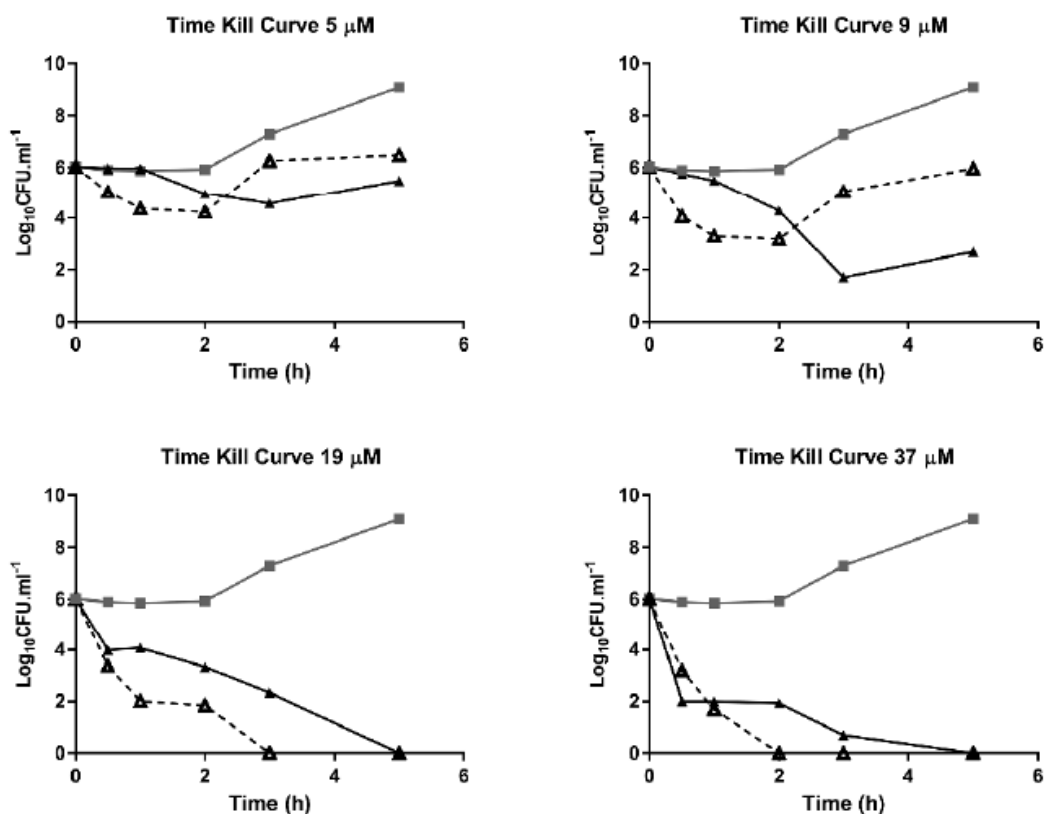 Time Kill Curve 5 μM
Log₁₀CFU.ml⁻¹
10
8
6
4
2
0
0 2 4 6
Time (h)
Time Kill Curve 9 μM
Log₁₀CFU.ml⁻¹
10
8
6
4
2
0
0 2 4 6
Time (h)
Time Kill Curve 19 μM
Log₁₀CFU.ml⁻¹
10
8
6
4
2
0
0 2 4 6
Time (h)
Time Kill Curve 37 μM
Log₁₀CFU.ml⁻¹
10
8
6
4
2
0
0 2 4 6
Time (h)